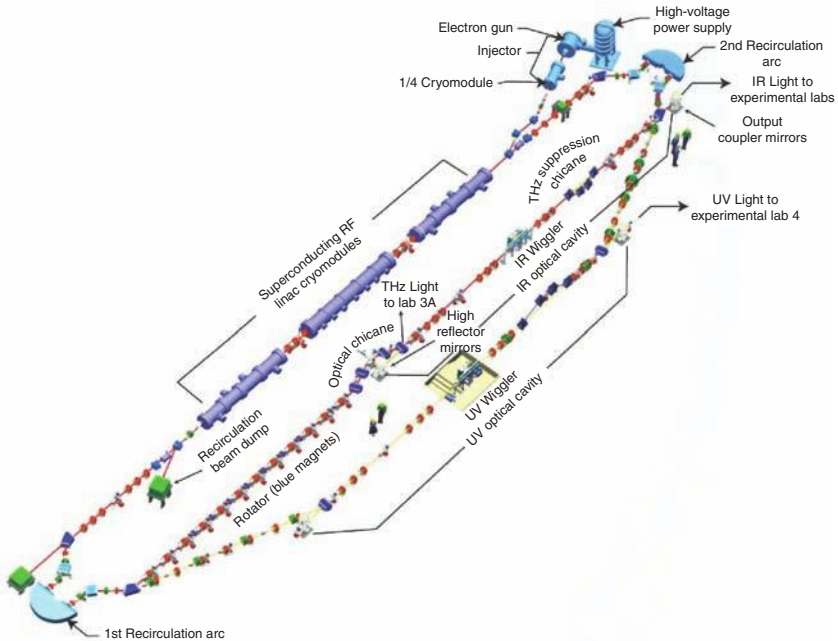 High-voltage
power supply
Electron gun
Injector
1/4 Cryomodule
2nd Recirculation
arc
IR Light to
experimental labs
Output
coupler mirrors
THz suppression
chicane
UV Light to
experimental lab 4
Superconducting RF
linac cryomodules
IR Wiggler
IR optical cavity
THz Light
to lab 3A
High
reflector
mirrors
Optical chicane
UV Wiggler
UV optical cavity
Recirculation
beam dump
Rotator (blue magnets)
1st Recirculation arc